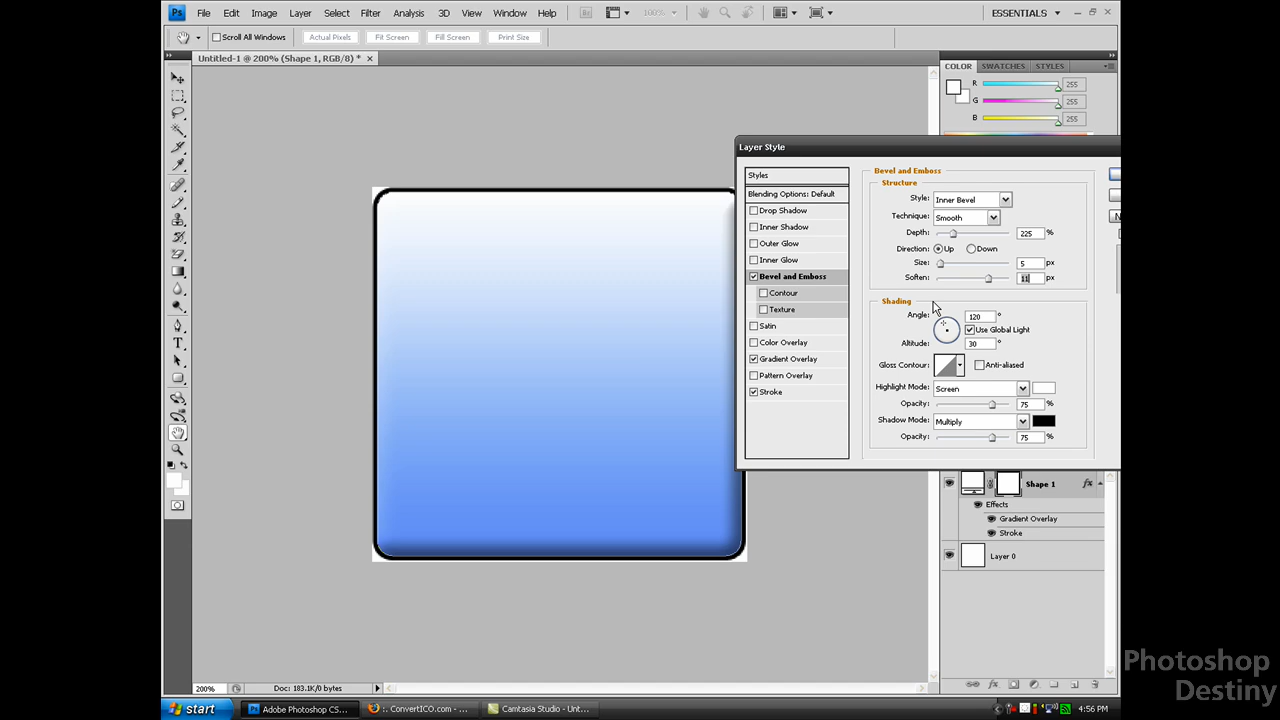 Ps File Edit Image Layer Select Filter Analysis 3D View Window Help 100% ESSENTIALS
Scroll All Windows Actual Pixels Fit Screen Fill Screen Print Size
Untitled-1 @ 200% (Shape 1, RGB/8) *
COLOR SWATCHES STYLES
R 255
G 255
B 255
Layer Style
Styles
Blending Options: Default
Drop Shadow
Inner Shadow
Outer Glow
Inner Glow
Bevel and Emboss
Contour
Texture
Satin
Color Overlay
Gradient Overlay
Pattern Overlay
Stroke
Bevel and Emboss
Structure
Style: Inner Bevel
Technique: Smooth
Depth: 225 %
Direction: Up Down
Size: 5 px
Soften: 11 px
Shading
Angle: 120 °
Use Global Light
Altitude: 30 °
Gloss Contour: Anti-aliased
Highlight Mode: Screen
Opacity: 75 %
Shadow Mode: Multiply
Opacity: 75 %
Shape 1 fx
Effects
Gradient Overlay
Stroke
Layer 0
200% Doc: 183.1K/0 bytes
start Adobe Photoshop CS... :. ConvertICO.com - ... Camtasia Studio - Unt... 4:56 PM
Photoshop
Destiny